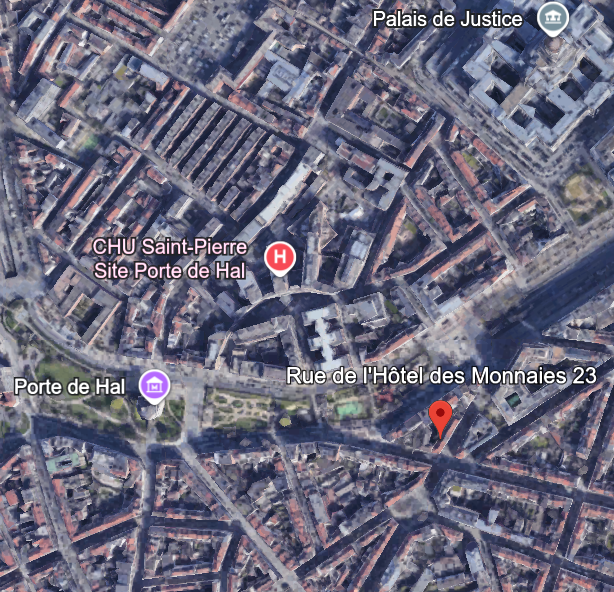 Palais de Justice
CHU Saint-Pierre
Site Porte de Hal
H
Rue de l'Hôtel des Monnaies 23
Porte de Hal